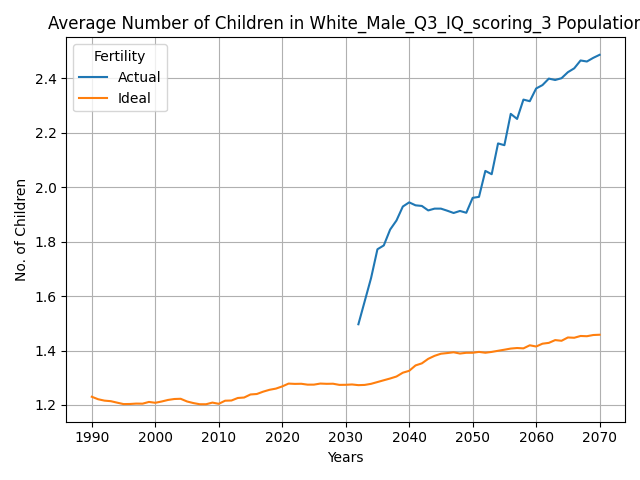 Average Number of Children in White_Male_Q3_IQ_scoring_3 Population
Fertility
Actual
Ideal
2.4
2.2
2.0
1.8
1.6
1.4
1.2
No. of Children
1990 2000 2010 2020 2030 2040 2050 2060 2070
Years